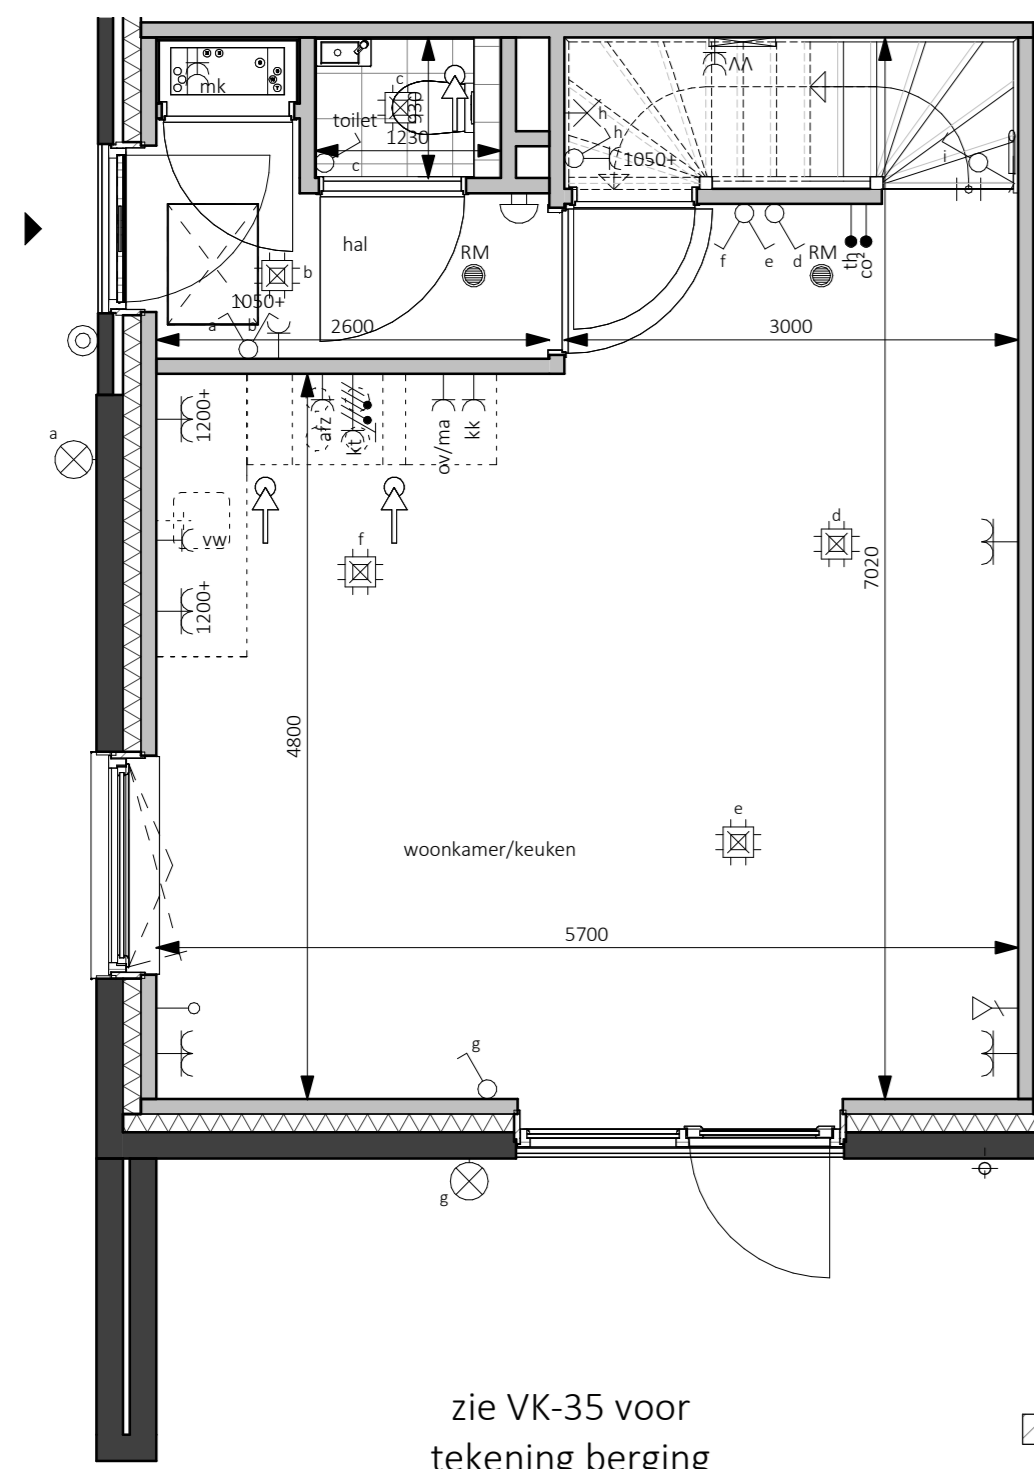 mk
c
930
toilet
1230
c
h
h
1050+
i
hal
RM
b
1050+
a
b
2600
f
e
d
RM
th
co²
3000
a
1200+
afz
kt
ov/ma
kk
vw
1200+
f
d
7020
4800
e
woonkamer/keuken
5700
g
g
zie VK-35 voor
tekening berging